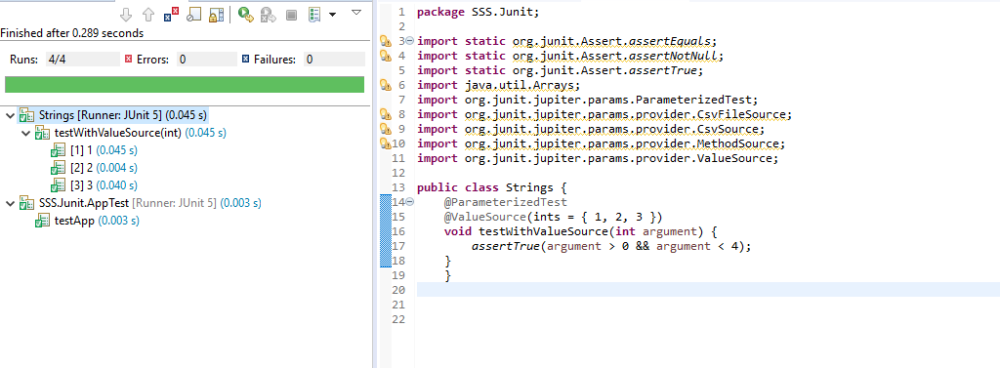 Finished after 0.289 seconds
Runs: 4/4 Errors: 0 Failures: 0
Strings [Runner: JUnit 5] (0.045 s)
testWithValueSource(int) (0.045 s)
[1] 1 (0.045 s)
[2] 2 (0.004 s)
[3] 3 (0.040 s)
SSS.Junit.AppTest [Runner: JUnit 5] (0.003 s)
testApp (0.003 s)
1 package SSS.Junit;
2
3 import static org.junit.Assert.assertEquals;
4 import static org.junit.Assert.assertNotNull;
5 import static org.junit.Assert.assertTrue;
6 import java.util.Arrays;
7 import org.junit.jupiter.params.ParameterizedTest;
8 import org.junit.jupiter.params.provider.CsvFileSource;
9 import org.junit.jupiter.params.provider.CsvSource;
10 import org.junit.jupiter.params.provider.MethodSource;
11 import org.junit.jupiter.params.provider.ValueSource;
12
13 public class Strings {
14 @ParameterizedTest
15 @ValueSource(ints = { 1, 2, 3 })
16 void testWithValueSource(int argument) {
17 assertTrue(argument > 0 && argument < 4);
18 }
19 }
20
21
22